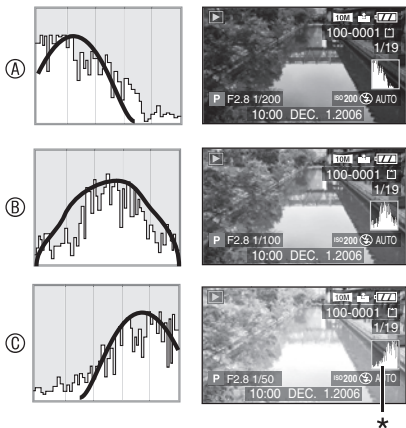 Ⓐ
10M
100-0001
1/19
P F2.8 1/200 ISO200 AUTO
10:00 DEC. 1.2006
Ⓑ
10M
100-0001
1/19
P F2.8 1/100 ISO200 AUTO
10:00 DEC. 1.2006
Ⓒ
10M
100-0001
1/19
P F2.8 1/50 ISO200 AUTO
10:00 DEC. 1.2006
*